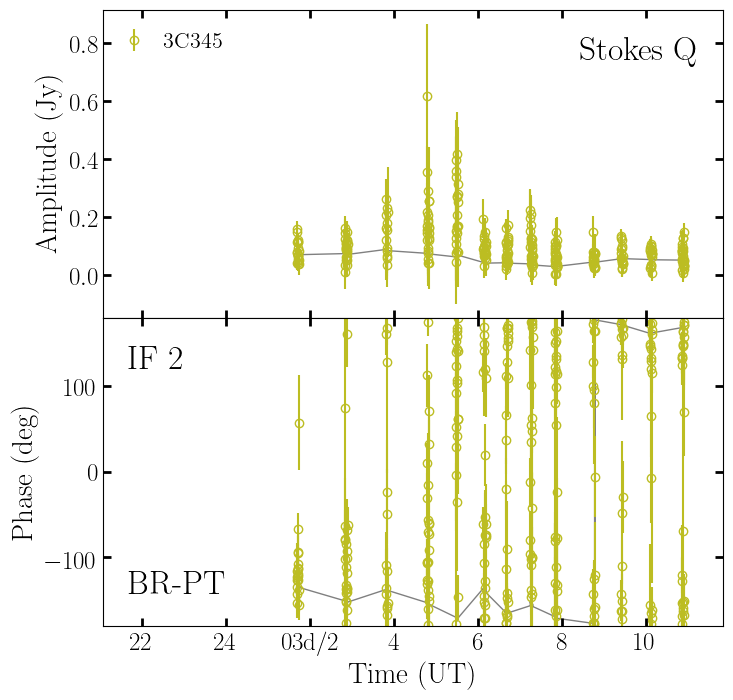 3C345
Stokes Q
0.8
0.6
0.4
0.2
0.0
Amplitude (Jy)
IF 2
100
0
−100
Phase (deg)
BR-PT
22 24 03d/2 4 6 8 10
Time (UT)